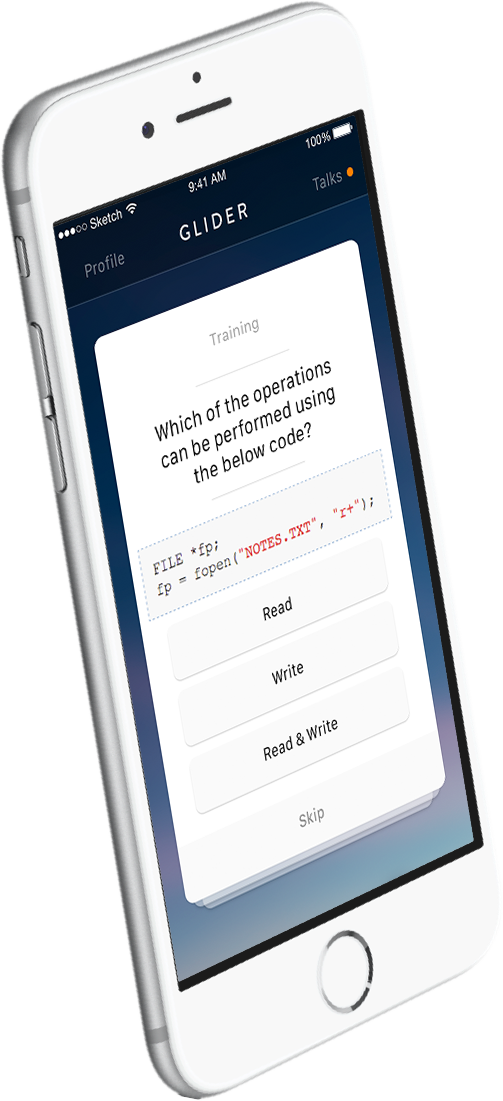 Sketch 9:41 AM 100%
Profile GLIDER Talks
Training
Which of the operations
can be performed using
the below code?
FILE *fp;
fp = fopen("NOTES.TXT", "r+");
Read
Write
Read & Write
Skip